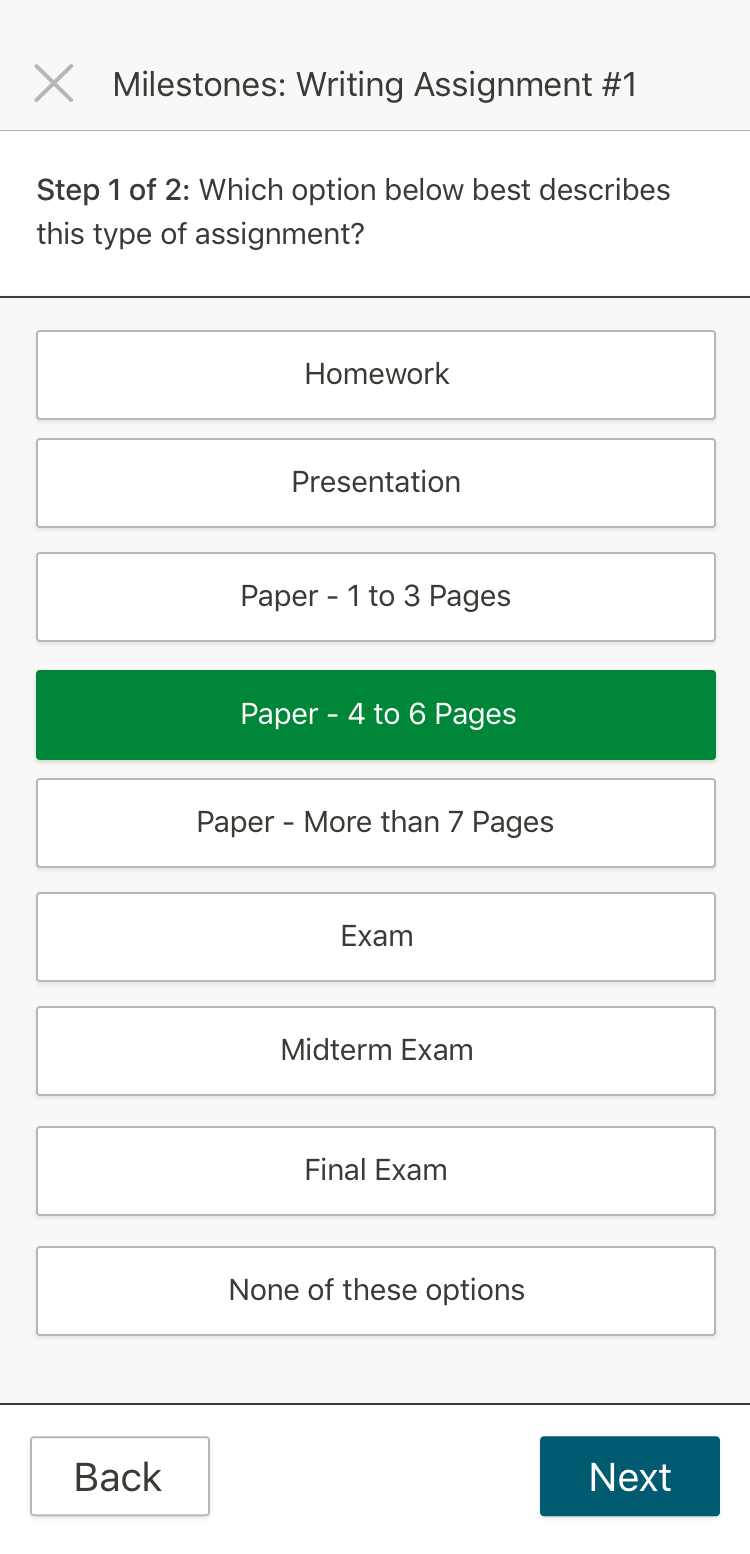 Milestones: Writing Assignment #1
Step 1 of 2: Which option below best describes
this type of assignment?
Homework
Presentation
Paper - 1 to 3 Pages
Paper - 4 to 6 Pages
Paper - More than 7 Pages
Exam
Midterm Exam
Final Exam
None of these options
Back
Next